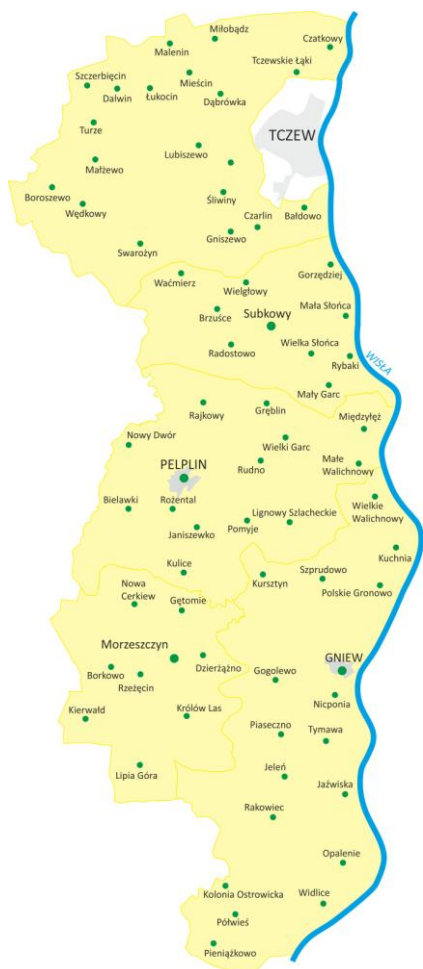 Miłobądz
Czatkowy
Malenin
Tczewskie Łąki
Szczerbięcin
Mieścin
Dalwin
Łukocin
Dąbrówka
Turze
TCZEW
Lubiszewo
Małżewo
Boroszewo
Śliwiny
Wędkowy
Czarlin
Bałdowo
Gniszewo
Swarożyn
Gorzędziej
Waćmierz
Wielgłowy
Mała Słońca
Brzuśce
Subkowy
Radostowo
Wielka Słońca
Rybaki
WISŁA
Mały Garc
Rajkowy
Gręblin
Międzyłęż
Nowy Dwór
Wielki Garc
PELPLIN
Rudno
Małe
Walichnowy
Bielawki
Rożental
Lignowy Szlacheckie
Wielkie
Walichnowy
Janiszewko
Pomyje
Kuchnia
Kulice
Kursztyn
Szprudowo
Nowa
Cerkiew
Gętomie
Polskie Gronowo
Morzeszczyn
GNIEW
Borkowo
Dzierżążno
Gogolewo
Rzeżęcin
Nicponia
Kierwałd
Królów Las
Piaseczno
Tymawa
Lipia Góra
Jeleń
Jaźwiska
Rakowiec
Opalenie
Kolonia Ostrowicka
Widlice
Półwieś
Pieniążkowo